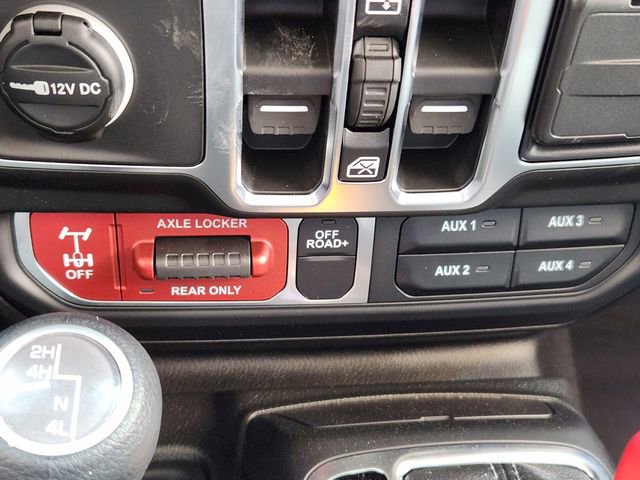 12V DC
AXLE LOCKER
OFF
REAR ONLY
OFF
ROAD+
AUX 1
AUX 3
AUX 2
AUX 4
2H
4H
N
4L